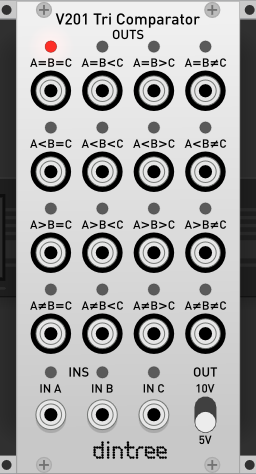 V201 Tri Comparator
OUTS
A=B=C A=B<C A=B>C A=B≠C
A<B=C A<B<C A<B>C A<B≠C
A>B=C A>B<C A>B>C A>B≠C
A≠B=C A≠B<C A≠B>C A≠B≠C
INS OUT
IN A IN B IN C 10V
5V
dintree